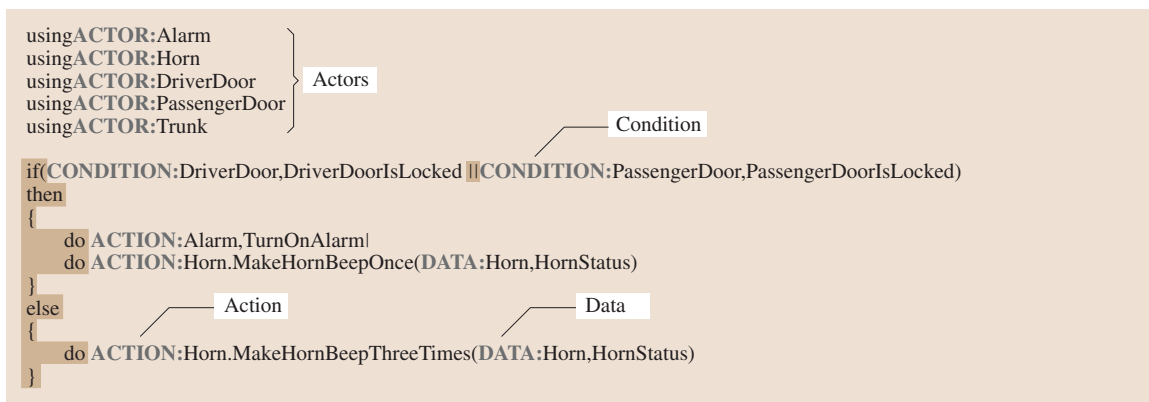 usingACTOR:Alarm
usingACTOR:Horn
usingACTOR:DriverDoor
Actors
usingACTOR:PassengerDoor
usingACTOR:Trunk
Condition
if(CONDITION:DriverDoor,DriverDoorIsLocked ||CONDITION:PassengerDoor,PassengerDoorIsLocked)
then
{
do ACTION:Alarm,TurnOnAlarm|
do ACTION:Horn.MakeHornBeepOnce(DATA:Horn,HornStatus)
}
else
Action
Data
{
do ACTION:Horn.MakeHornBeepThreeTimes(DATA:Horn,HornStatus)
}